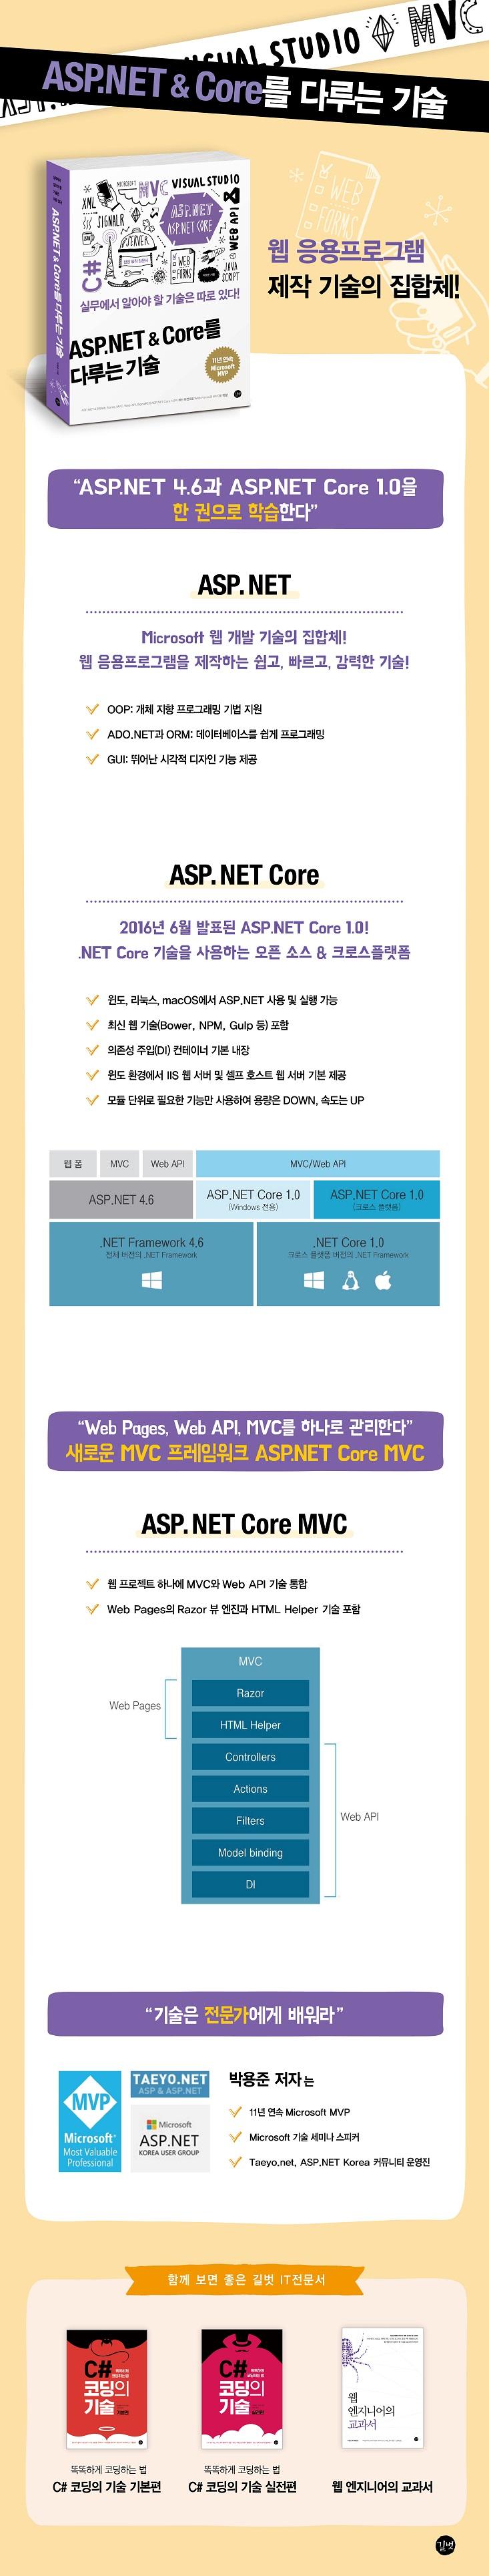 VISUAL STUDIO MVC
ASP.NET & Core를 다루는 기술
XML
MICROSOFT
MVC
VISUAL STUDIO
SIGNALR
ASP.NET
ASP.NET CORE
SERVER
WEB API
C#
WEB FORMS
JAVA SCRIPT
실무에서 알아야 할 기술은 따로 있다!
ASP.NET & Core를
다루는 기술
11년 연속
Microsoft
MVP
ASP.NET & Core를 다루는 기술
WEB
FORMS
웹 응용프로그램
제작 기술의 집합체!
“ASP.NET 4.6과 ASP.NET Core 1.0을
한 권으로 학습한다”
ASP.NET
Microsoft 웹 개발 기술의 집합체!
웹 응용프로그램을 제작하는 쉽고, 빠르고, 강력한 기술!
OOP: 개체 지향 프로그래밍 기법 지원
ADO.NET과 ORM: 데이터베이스를 쉽게 프로그래밍
GUI: 뛰어난 시각적 디자인 기능 제공
ASP.NET Core
2016년 6월 발표된 ASP.NET Core 1.0!
.NET Core 기술을 사용하는 오픈 소스 & 크로스플랫폼
윈도, 리눅스, macOS에서 ASP.NET 사용 및 실행 가능
최신 웹 기술(Bower, NPM, Gulp 등) 포함
의존성 주입(DI) 컨테이너 기본 내장
윈도 환경에서 IIS 웹 서버 및 셀프 호스트 웹 서버 기본 제공
모듈 단위로 필요한 기능만 사용하여 용량은 DOWN, 속도는 UP
웹 폼
MVC
Web API
MVC/Web API
ASP.NET 4.6
ASP.NET Core 1.0
(Windows 전용)
ASP.NET Core 1.0
(크로스 플랫폼)
.NET Framework 4.6
전체 버전의 .NET Framework
.NET Core 1.0
크로스 플랫폼 버전의 .NET Framework
“Web Pages, Web API, MVC를 하나로 관리한다”
새로운 MVC 프레임워크 ASP.NET Core MVC
ASP.NET Core MVC
웹 프로젝트 하나에 MVC와 Web API 기술 통합
Web Pages의 Razor 뷰 엔진과 HTML Helper 기술 포함
MVC
Web Pages
Razor
HTML Helper
Controllers
Actions
Filters
Model binding
DI
Web API
“기술은 전문가에게 배워라”
MVP
Microsoft
Most Valuable
Professional
TAEYO.NET
ASP & ASP.NET
Microsoft
ASP.NET
KOREA USER GROUP
박용준 저자는
11년 연속 Microsoft MVP
Microsoft 기술 세미나 스피커
Taeyo.net, ASP.NET Korea 커뮤니티 운영진
함께 보면 좋은 길벗 IT전문서
C#
코딩의
기술
기본편
C#
코딩의
기술
실전편
웹
엔지니어의
교과서
똑똑하게 코딩하는 법
C# 코딩의 기술 기본편
똑똑하게 코딩하는 법
C# 코딩의 기술 실전편
웹 엔지니어의 교과서
길벗